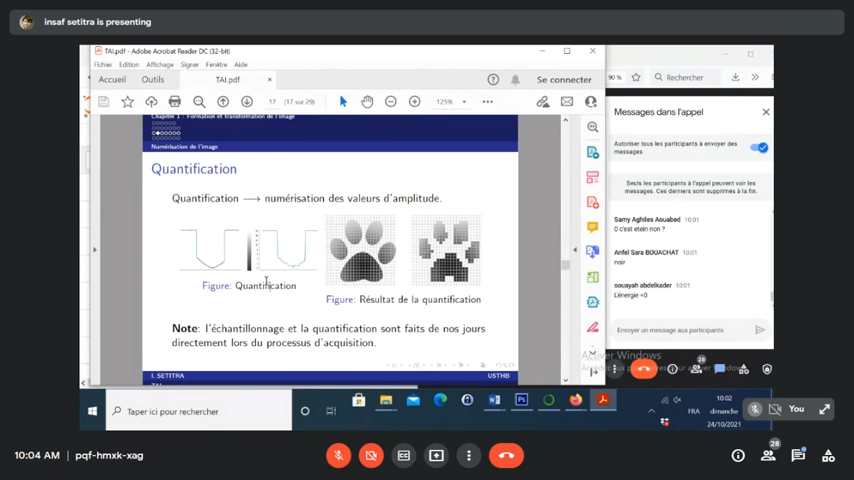 insaf setitra is presenting
TAI.pdf - Adobe Acrobat Reader DC (32-bit)
Fichier Edition Affichage Signer Fenêtre Aide
Accueil Outils TAI.pdf Se connecter
17 (17 sur 29) 125%
Chapitre 1 : Formation et transformation de l'image
Numérisation de l'image
Quantification
Quantification ⟶ numérisation des valeurs d'amplitude.
Figure: Quantification
Figure: Résultat de la quantification
Note: l'échantillonnage et la quantification sont faits de nos jours
directement lors du processus d'acquisition.
I. SETITRA USTHB
TAI
90 % Rechercher
Messages dans l'appel
Autoriser tous les participants à envoyer des
messages
Seuls les participants à l'appel peuvent voir les
messages. Ces derniers sont supprimés à la fin.
Samy Aghiles Aouabed 10:01
0 c'est etein non ?
Anfel Sara BOUACHAT 10:01
noir
souayah abdelkader 10:01
L'énergie =0
Envoyer un message aux participants
Activer Windows
28
Taper ici pour rechercher
FRA
10:02
dimanche
24/10/2021
You
10:04 AM | pqf-hmxk-xag
28